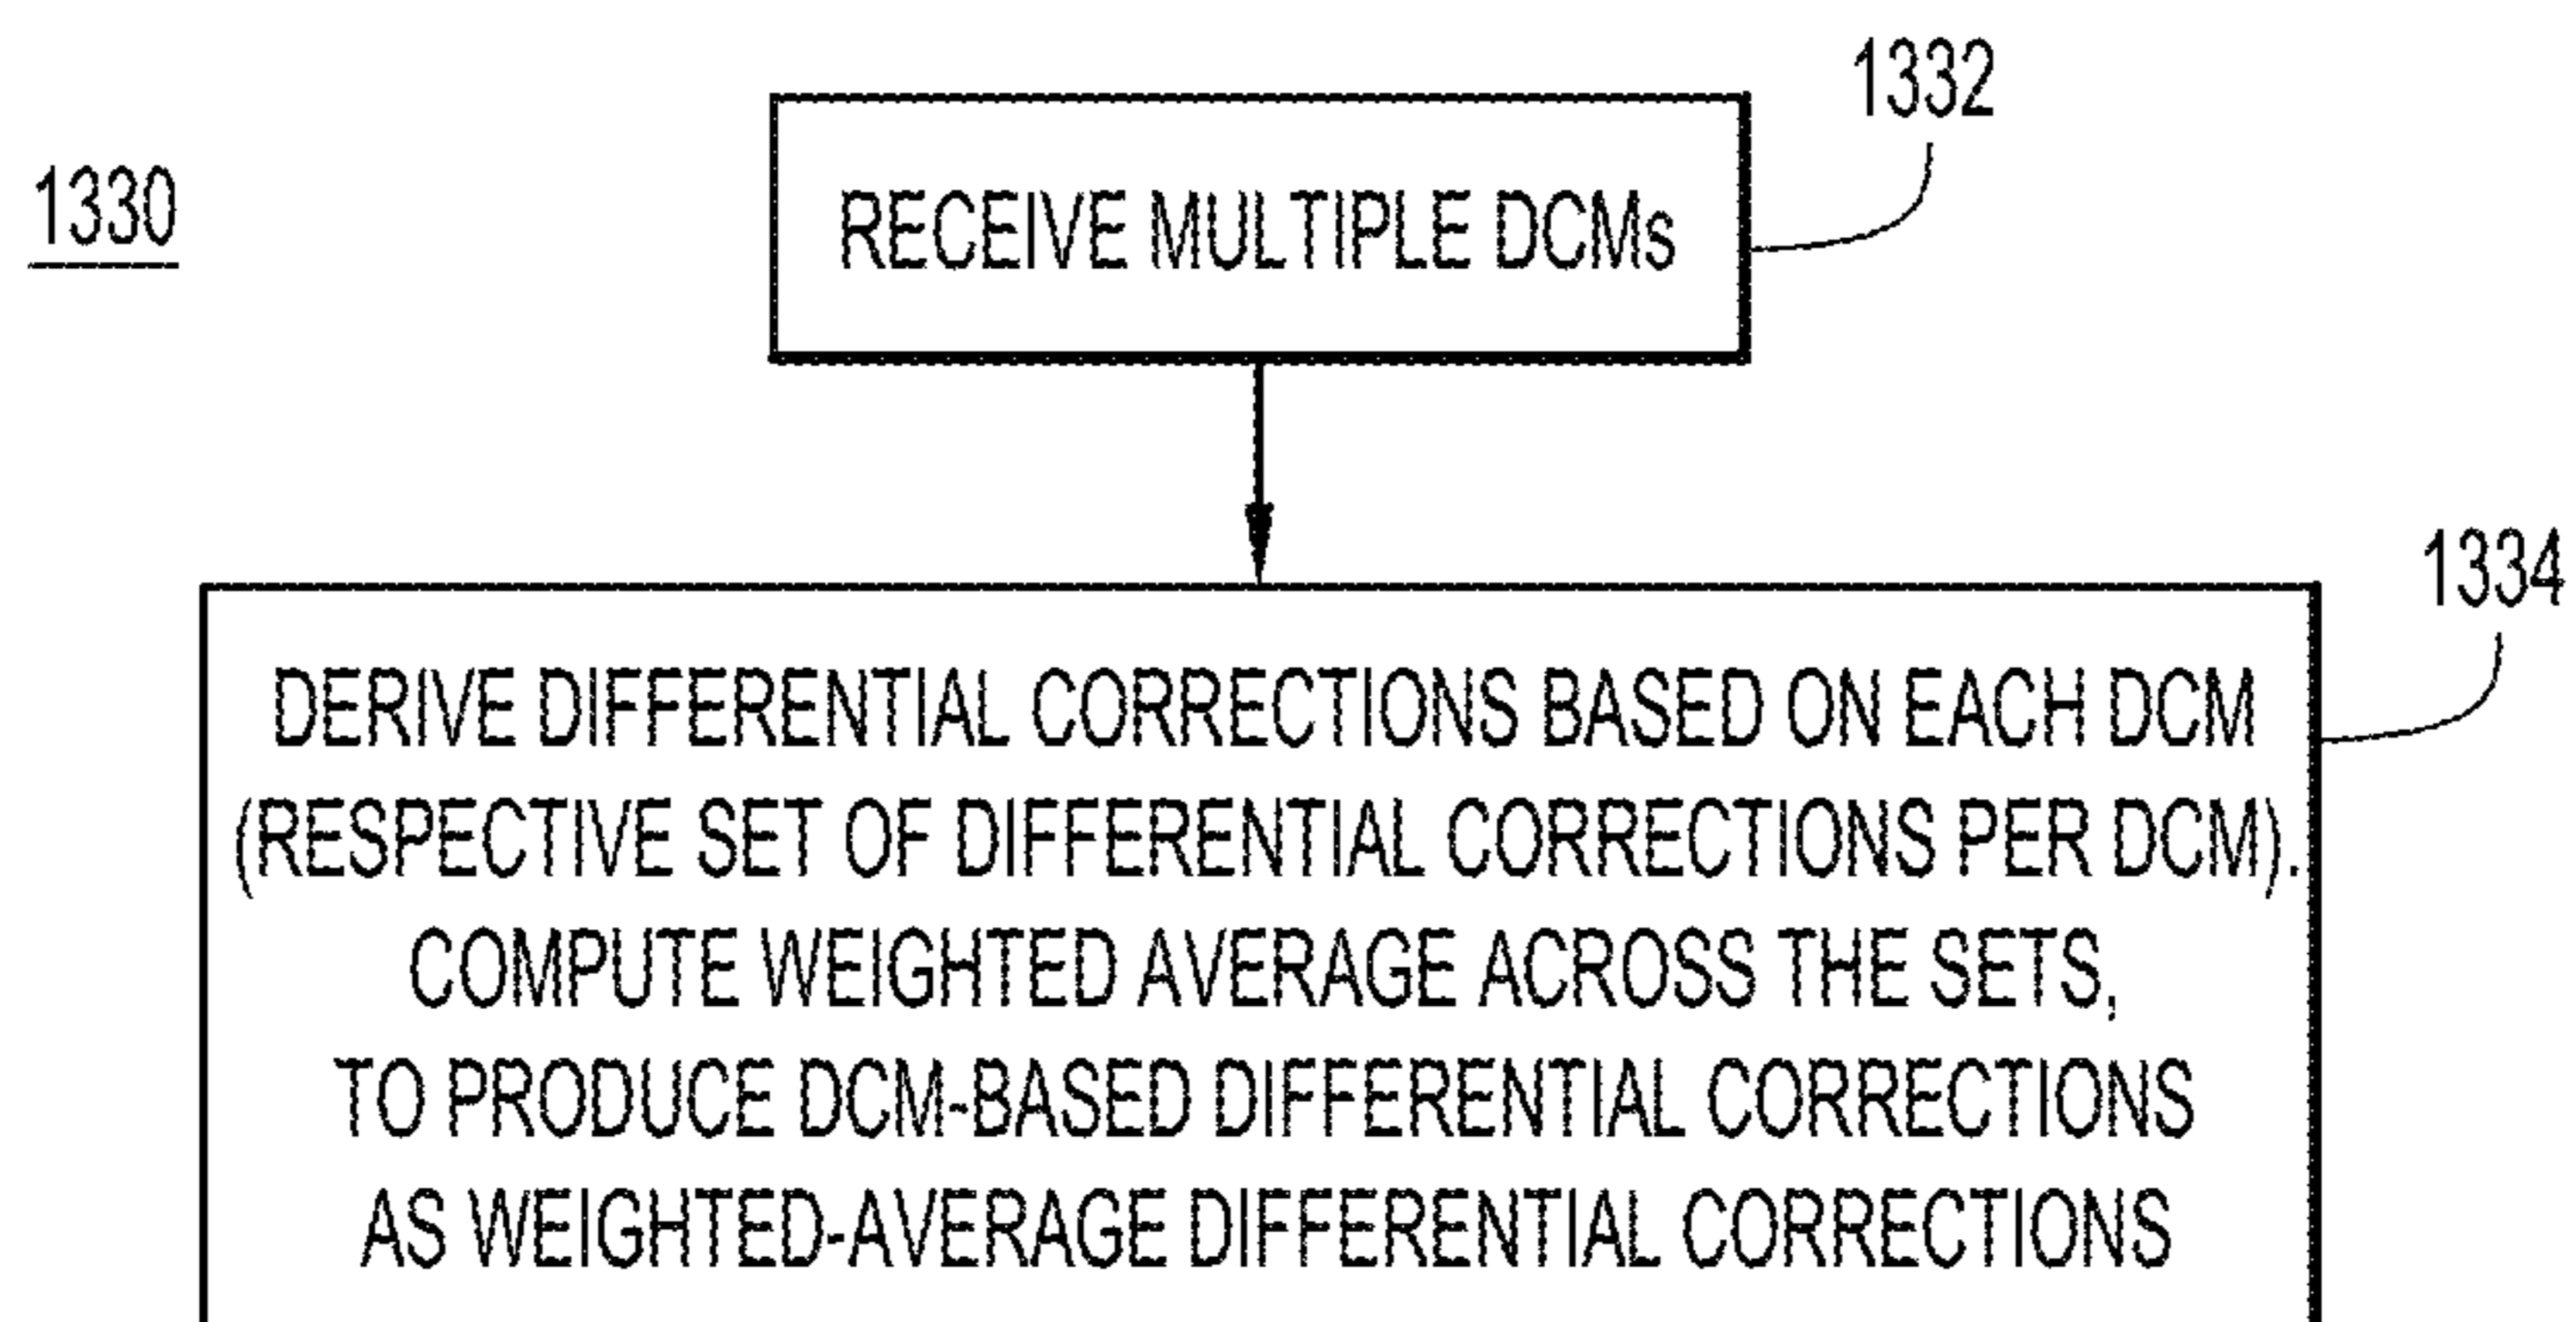 1332
1330
RECEIVE MULTIPLE DCMs
1334
DERIVE DIFFERENTIAL CORRECTIONS BASED ON EACH DCM
(RESPECTIVE SET OF DIFFERENTIAL CORRECTIONS PER DCM).
COMPUTE WEIGHTED AVERAGE ACROSS THE SETS,
TO PRODUCE DCM-BASED DIFFERENTIAL CORRECTIONS
AS WEIGHTED-AVERAGE DIFFERENTIAL CORRECTIONS